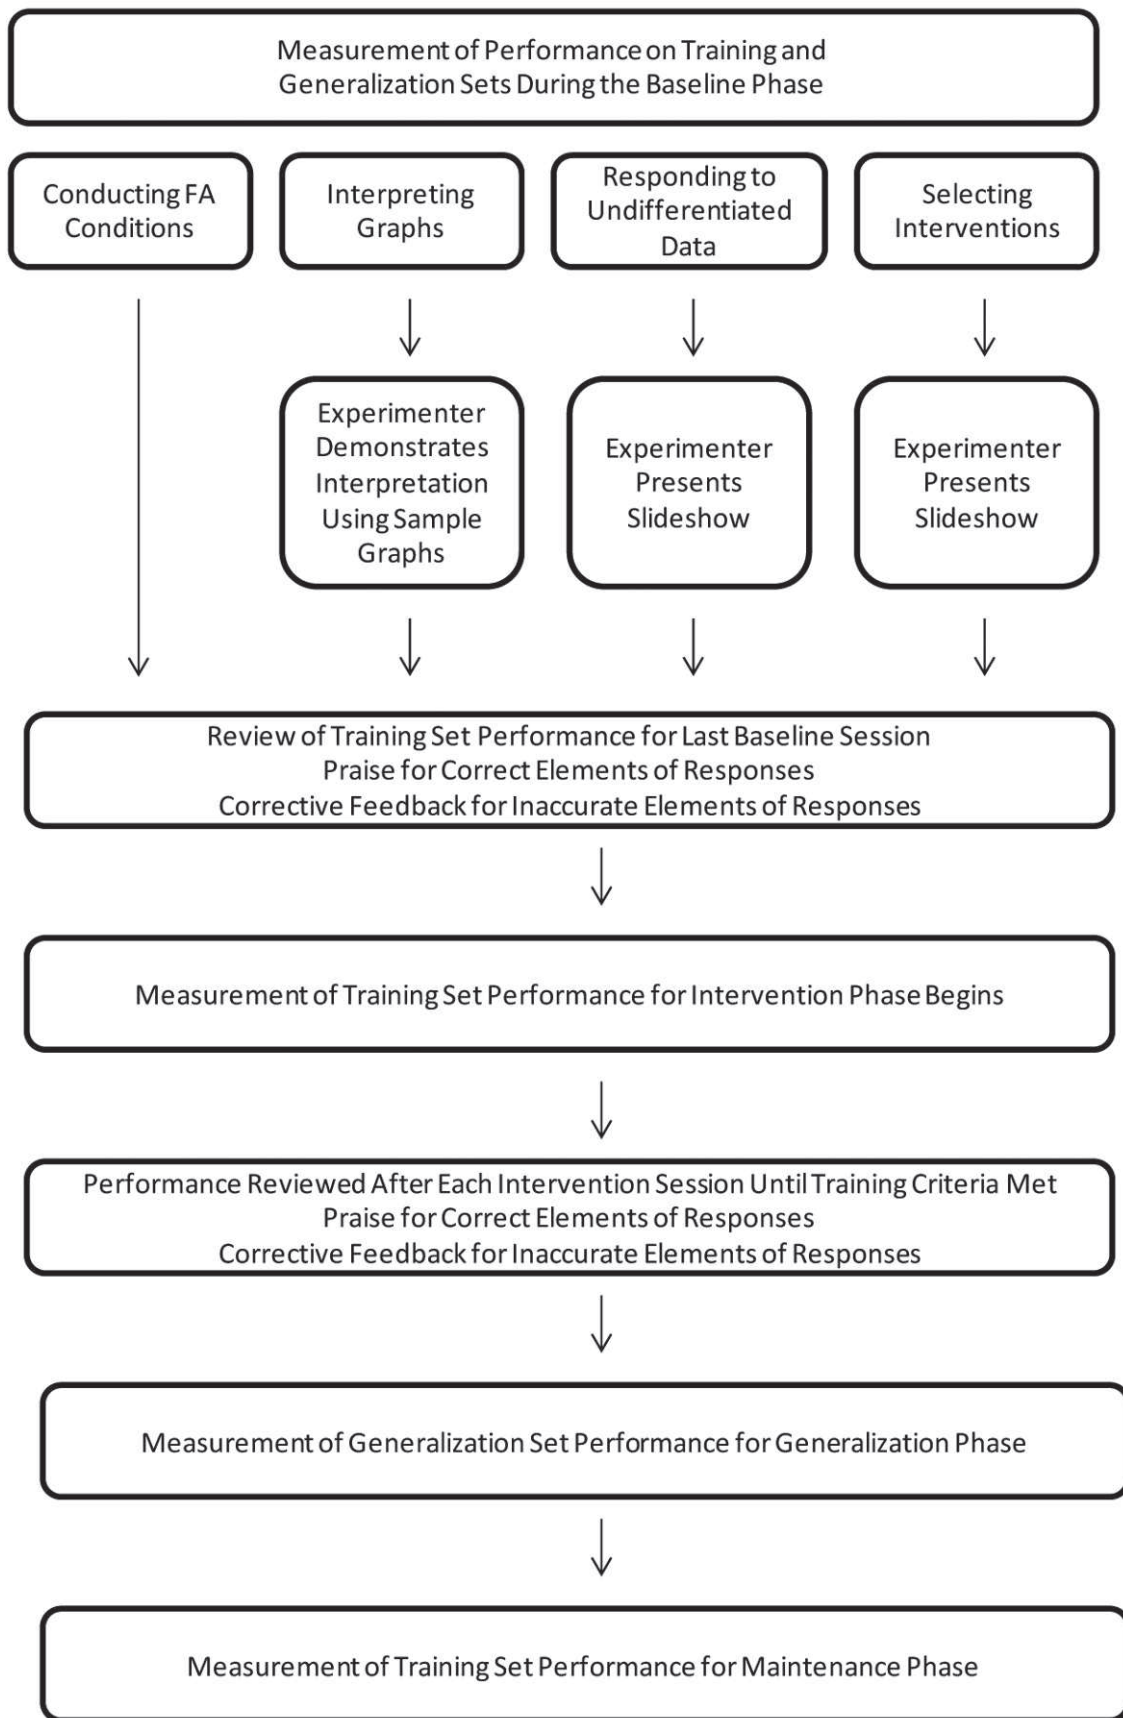 Measurement of Performance on Training and
Generalization Sets During the Baseline Phase
Conducting FA
Conditions
Interpreting
Graphs
Responding to
Undifferentiated
Data
Selecting
Interventions
Experimenter
Demonstrates
Interpretation
Using Sample
Graphs
Experimenter
Presents
Slideshow
Experimenter
Presents
Slideshow
Review of Training Set Performance for Last Baseline Session
Praise for Correct Elements of Responses
Corrective Feedback for Inaccurate Elements of Responses
Measurement of Training Set Performance for Intervention Phase Begins
Performance Reviewed After Each Intervention Session Until Training Criteria Met
Praise for Correct Elements of Responses
Corrective Feedback for Inaccurate Elements of Responses
Measurement of Generalization Set Performance for Generalization Phase
Measurement of Training Set Performance for Maintenance Phase